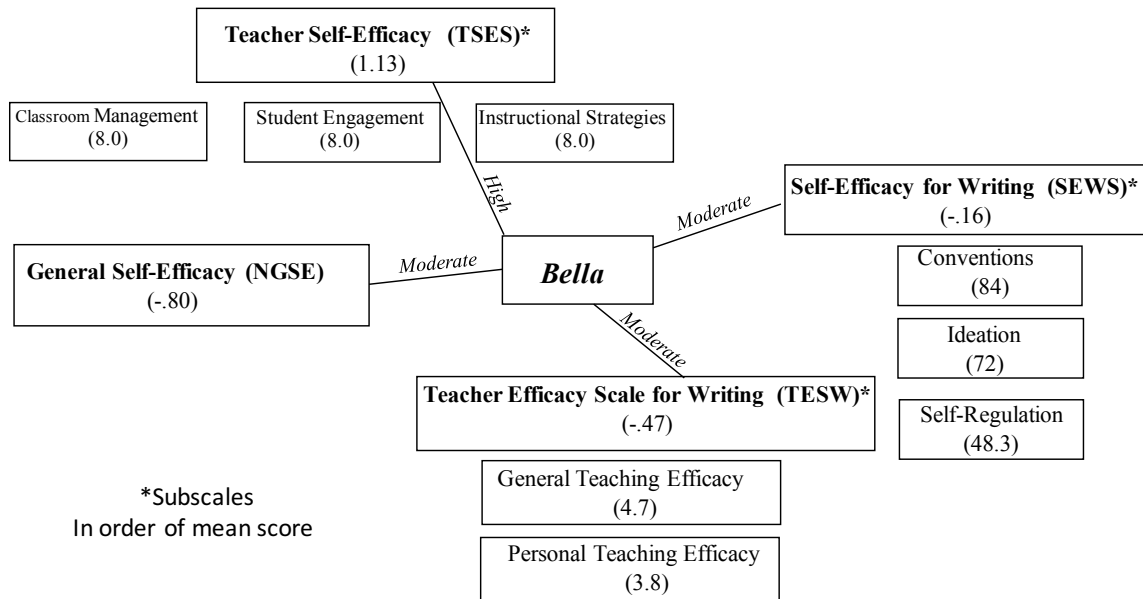 Teacher Self-Efficacy (TSES)*
(1.13)
Classroom Management
(8.0)
Student Engagement
(8.0)
Instructional Strategies
(8.0)
High
Self-Efficacy for Writing (SEWS)*
(-.16)
Moderate
General Self-Efficacy (NGSE)
(-.80)
Moderate
Bella
Conventions
(84)
Ideation
(72)
Self-Regulation
(48.3)
Moderate
Teacher Efficacy Scale for Writing (TESW)*
(-.47)
General Teaching Efficacy
(4.7)
Personal Teaching Efficacy
(3.8)
*Subscales
In order of mean score